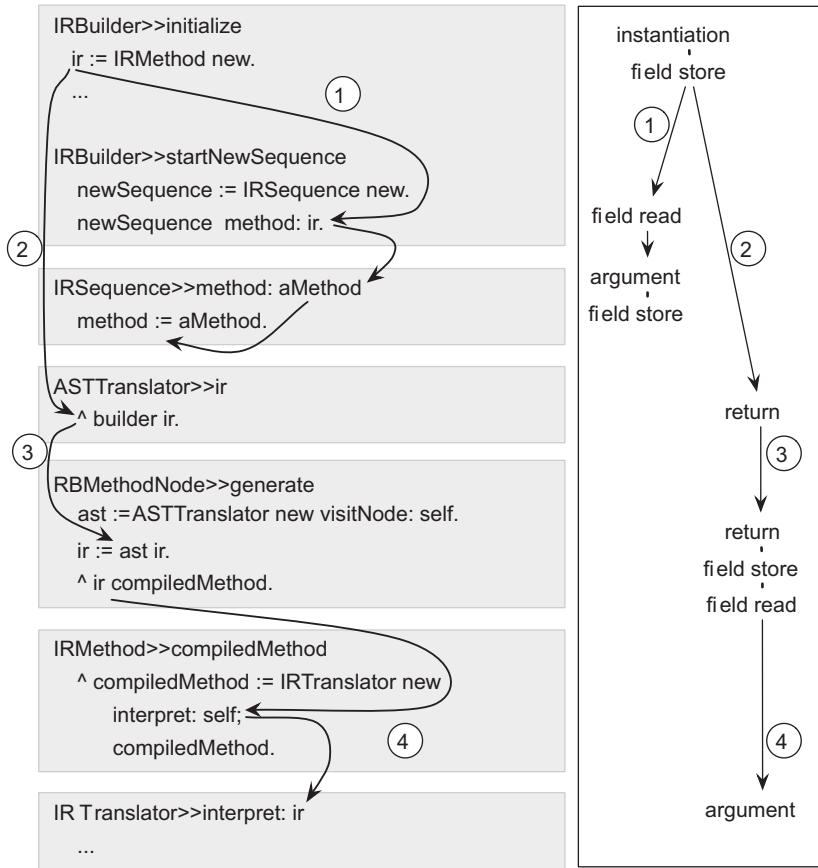 IRBuilder>>initialize
ir := IRMethod new.
...
1
IRBuilder>>startNewSequence
newSequence := IRSequence new.
newSequence method: ir.
2
IRSequence>>method: aMethod
method := aMethod.
ASTTranslator>>ir
^ builder ir.
3
RBMethodNode>>generate
ast :=ASTTranslator new visitNode: self.
ir := ast ir.
^ ir compiledMethod.
IRMethod>>compiledMethod
^ compiledMethod := IRTranslator new
interpret: self;
4
compiledMethod.
IR Translator>>interpret: ir
...
instantiation
field store
1
field read
2
argument
field store
return
3
return
field store
field read
4
argument